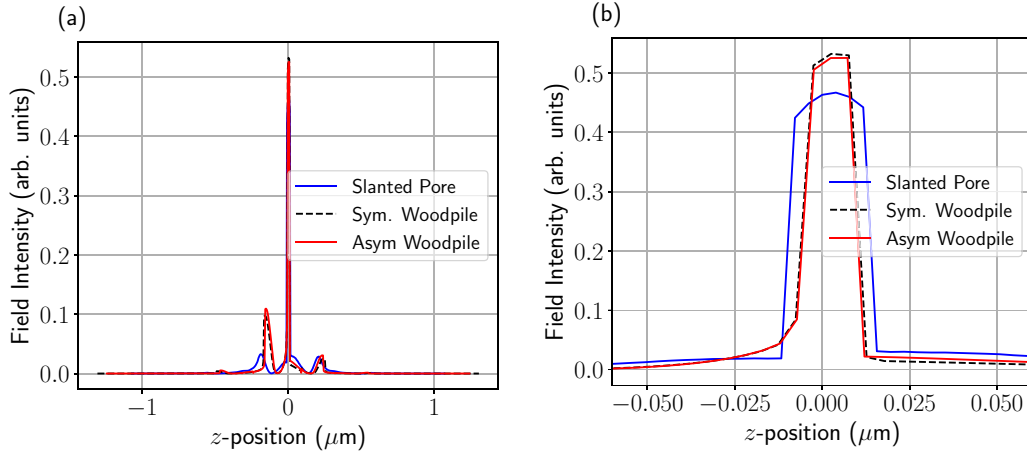 (a)
Field Intensity (arb. units)
0.5
0.4
0.3
0.2
0.1
0.0
−1
0
1
z-position (μm)
Slanted Pore
Sym. Woodpile
Asym Woodpile
(b)
Field Intensity (arb. units)
0.5
0.4
0.3
0.2
0.1
0.0
−0.050
−0.025
0.000
0.025
0.050
z-position (μm)
Slanted Pore
Sym. Woodpile
Asym Woodpile